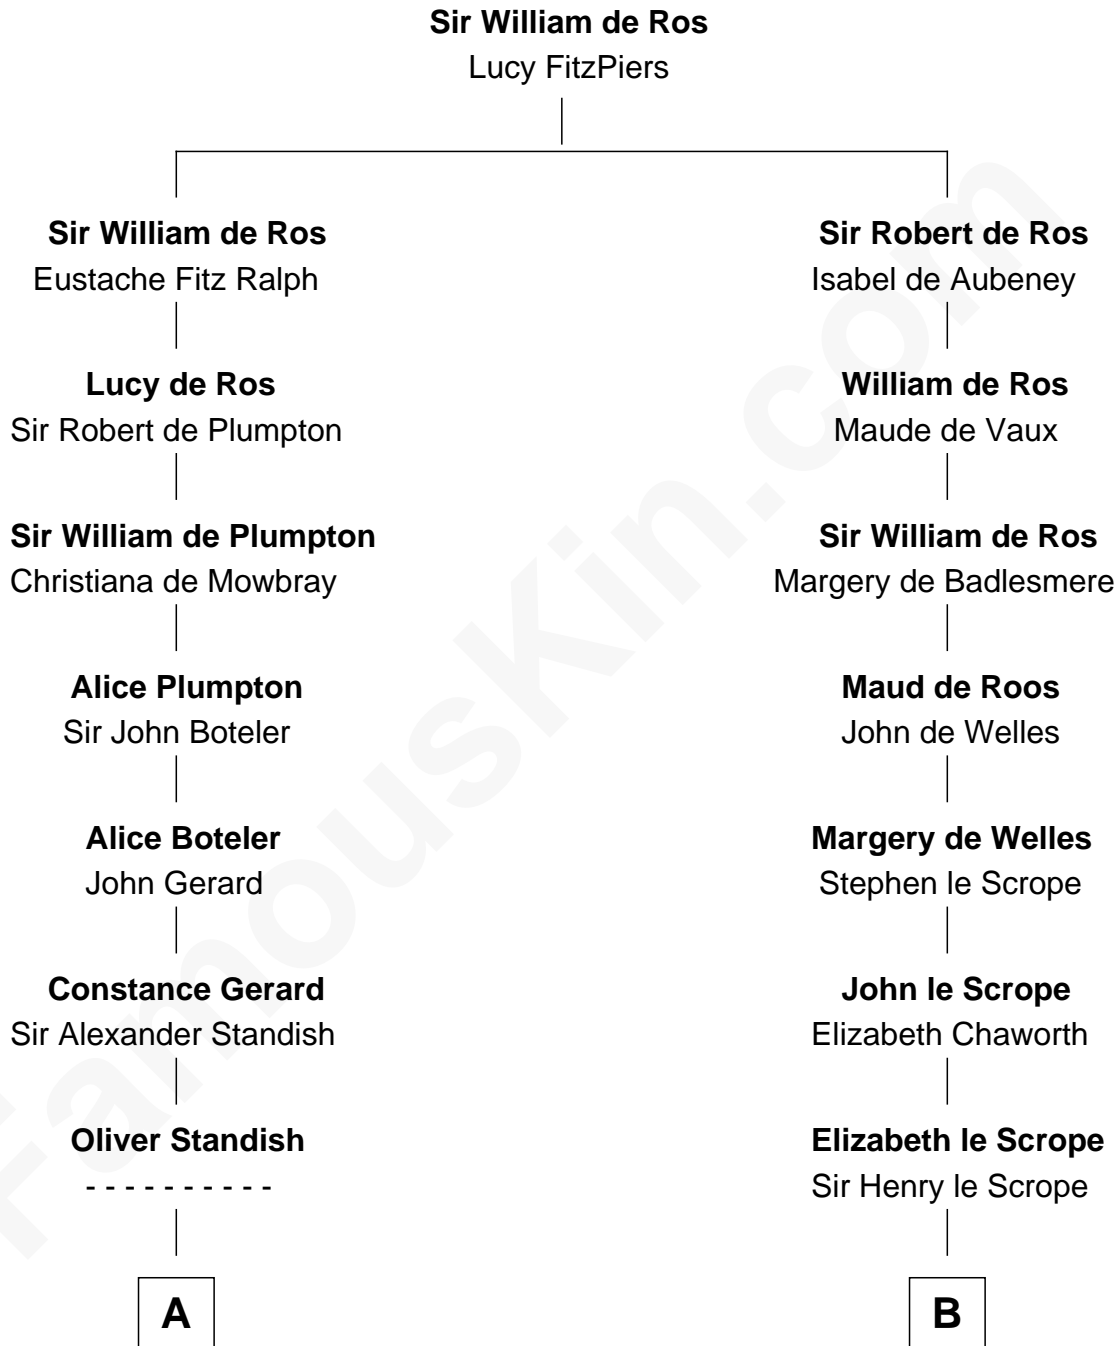 Sir William de Ros
Lucy FitzPiers
Sir William de Ros
Eustache Fitz Ralph
Sir Robert de Ros
Isabel de Aubeney
Lucy de Ros
Sir Robert de Plumpton
William de Ros
Maude de Vaux
Sir William de Plumpton
Christiana de Mowbray
Sir William de Ros
Margery de Badlesmere
Alice Plumpton
Sir John Boteler
Maud de Roos
John de Welles
Alice Boteler
John Gerard
Margery de Welles
Stephen le Scrope
Constance Gerard
Sir Alexander Standish
John le Scrope
Elizabeth Chaworth
Oliver Standish
- - - - - - - - - -
Elizabeth le Scrope
Sir Henry le Scrope
A
B
FamousKin.com